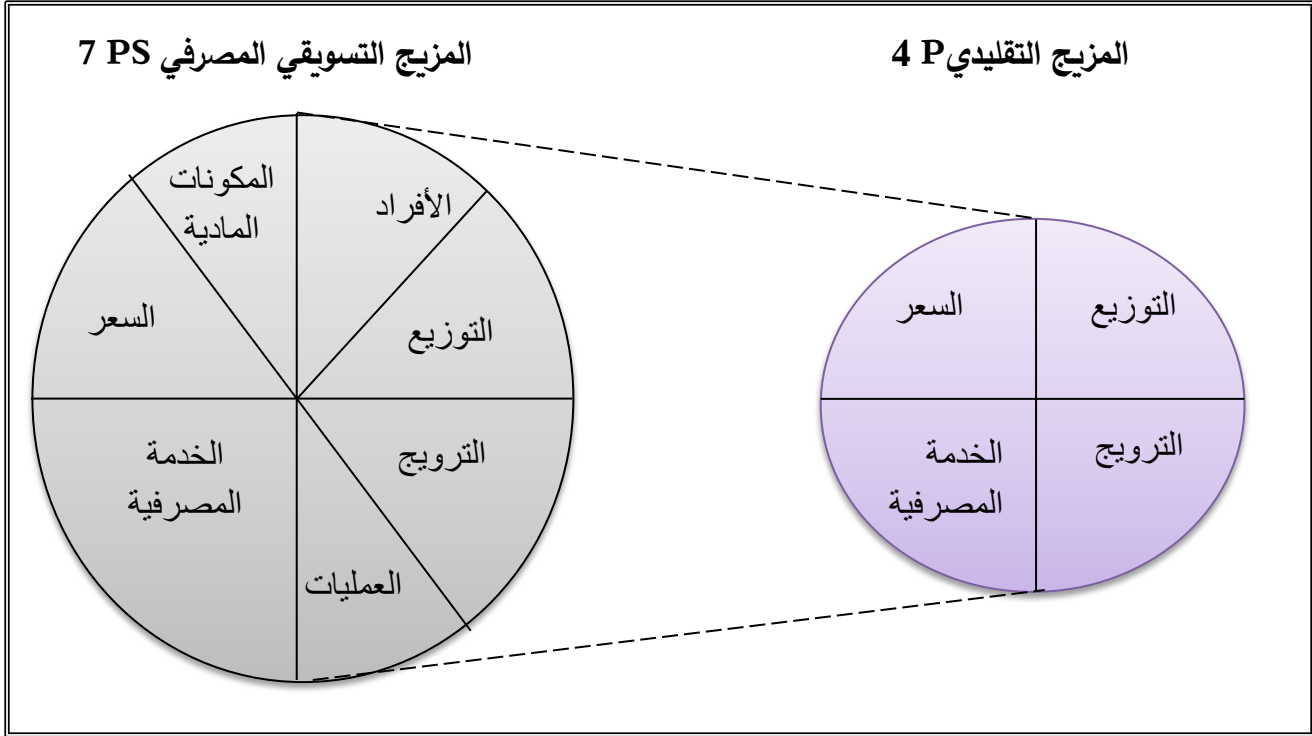 المزيج التقليدي4 P
المزيج التسويقي المصرفي 7 PS
التوزيع
السعر
الترويج
الخدمة
المصرفية
الأفراد
المكونات
المادية
التوزيع
السعر
الترويج
الخدمة
المصرفية
العمليات